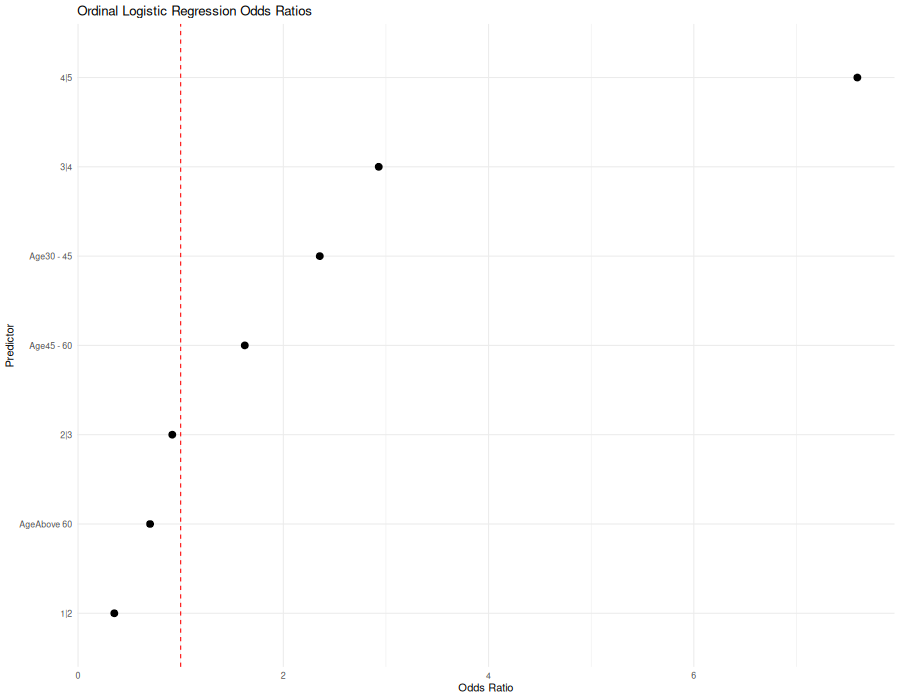 Ordinal Logistic Regression Odds Ratios
4|5
3|4
Age30 - 45
Age45 - 60
2|3
AgeAbove 60
1|2
Predictor
0 2 4 6
Odds Ratio